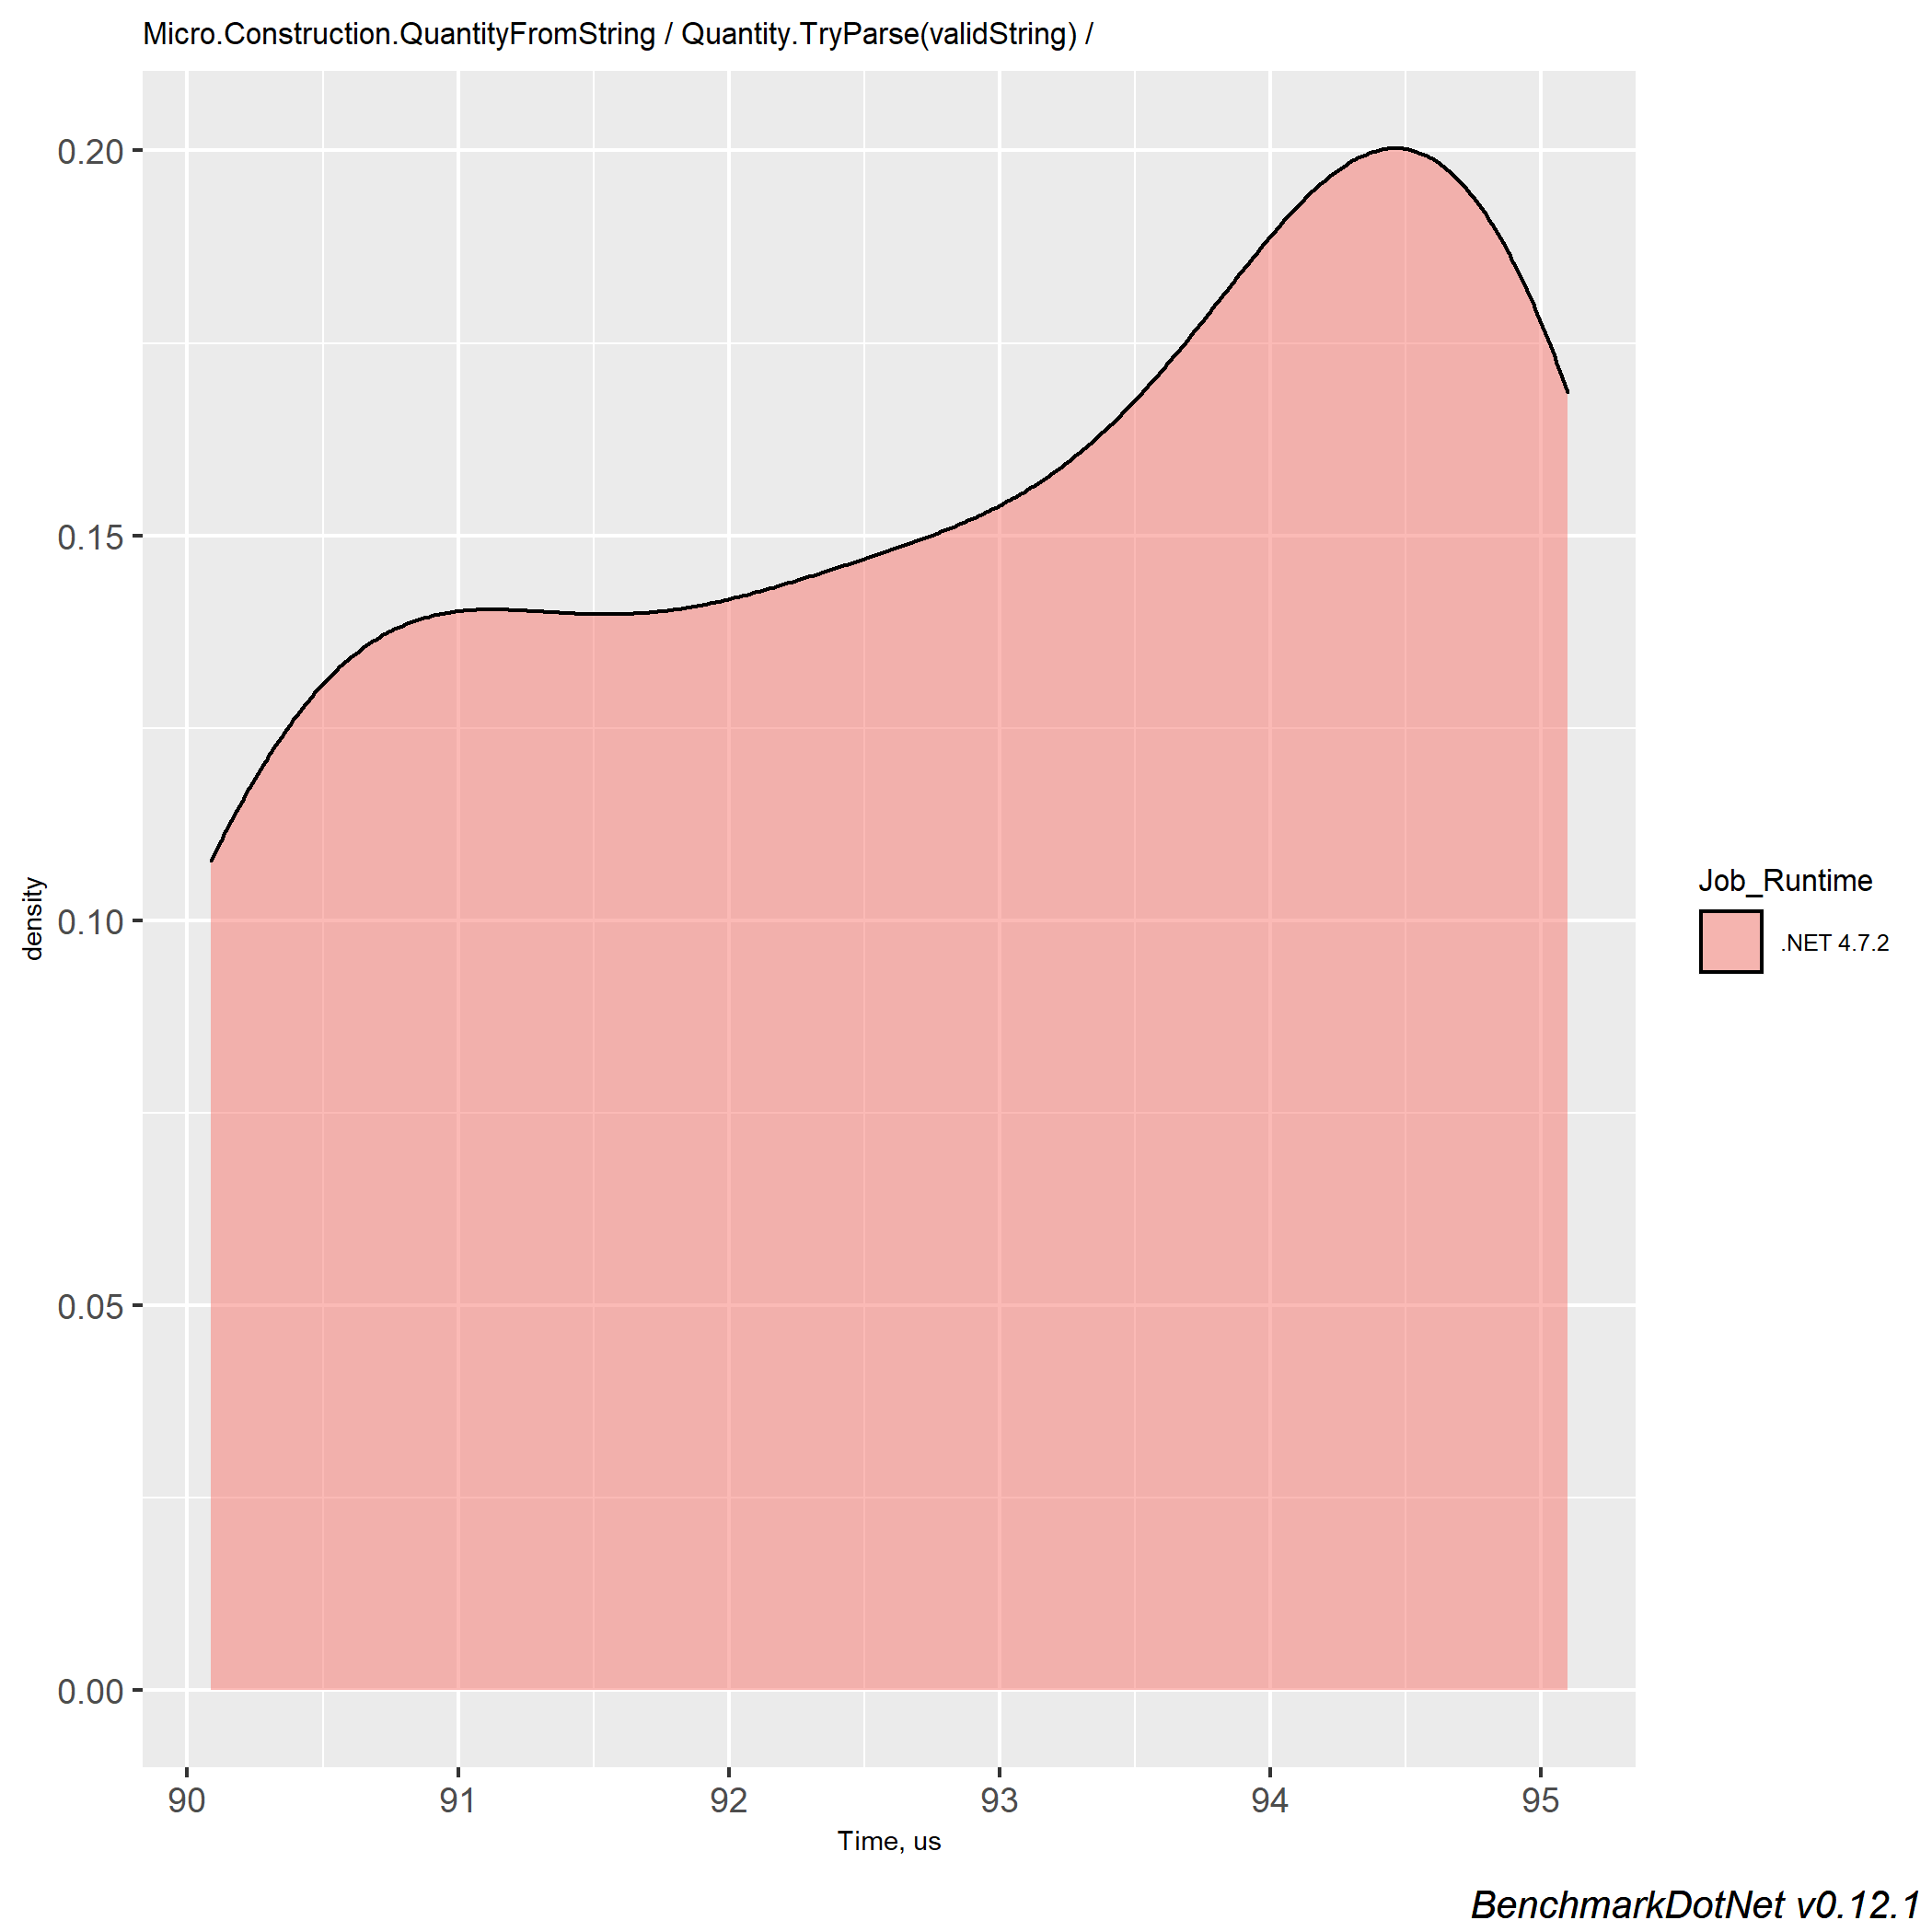 Micro.Construction.QuantityFromString / Quantity.TryParse(validString) /
0.20
0.15
0.10
0.05
0.00
density
90 91 92 93 94 95
Time, us
Job_Runtime
.NET 4.7.2
BenchmarkDotNet v0.12.1